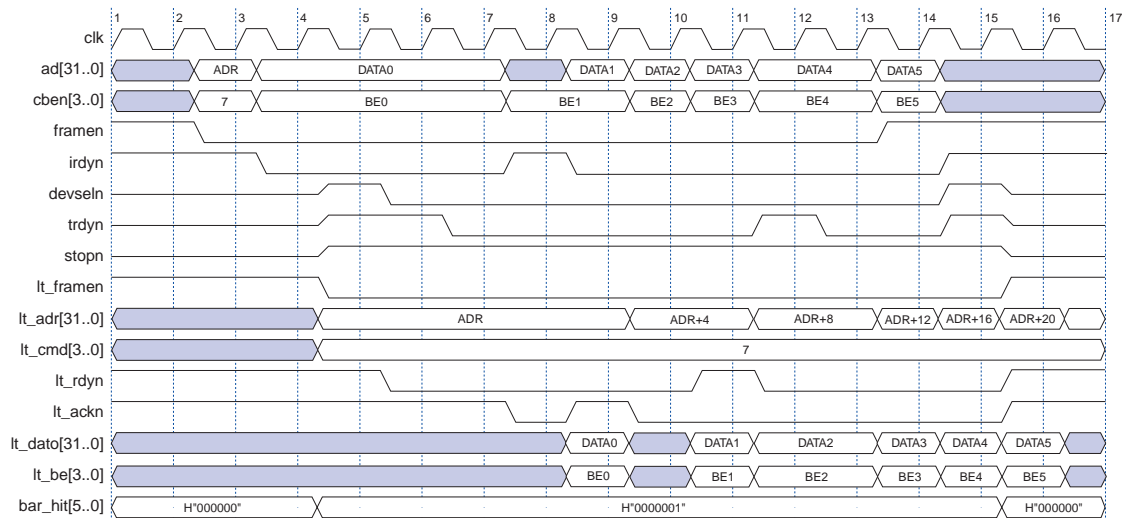 1 2 3 4 5 6 7 8 9 10 11 12 13 14 15 16 17
clk
ad[31..0] ADR DATA0 DATA1 DATA2 DATA3 DATA4 DATA5
cben[3..0] 7 BE0 BE1 BE2 BE3 BE4 BE5
framen
irdyn
devseln
trdyn
stopn
lt_framen
lt_adr[31..0] ADR ADR+4 ADR+8 ADR+12 ADR+16 ADR+20
lt_cmd[3..0] 7
lt_rdyn
lt_ackn
lt_dato[31..0] DATA0 DATA1 DATA2 DATA3 DATA4 DATA5
lt_be[3..0] BE0 BE1 BE2 BE3 BE4 BE5
bar_hit[5..0] H"000000" H"0000001" H"000000"